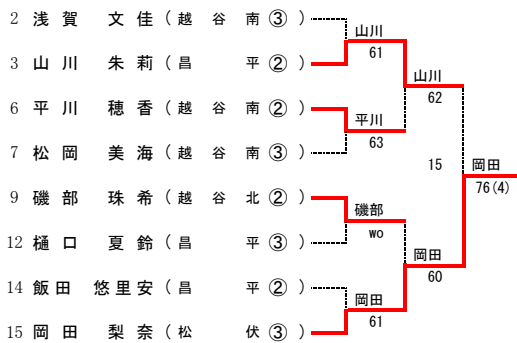 2 浅賀 文佳 (越谷南③)
山川
61
3 山川 朱莉 (昌平②)
山川
62
6 平川 穂香 (越谷南②)
平川
63
7 松岡 美海 (越谷南③)
15 岡田
76(4)
9 磯部 珠希 (越谷北②)
磯部
wo
12 樋口 夏鈴 (昌平③)
岡田
60
14 飯田 悠里安 (昌平②)
岡田
61
15 岡田 梨奈 (松伏③)